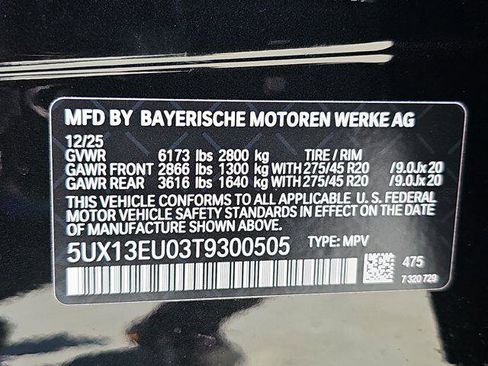 MFD BY BAYERISCHE MOTOREN WERKE AG
12/25
GVWR 6173 lbs 2800 kg TIRE / RIM
GAWR FRONT 2866 lbs 1300 kg WITH 275/45 R20 /9.0Jx20
GAWR REAR 3616 lbs 1640 kg WITH 275/45 R20 /9.0Jx20
THIS VEHICLE CONFORMS TO ALL APPLICABLE U.S. FEDERAL
MOTOR VEHICLE SAFETY STANDARDS IN EFFECT ON THE
DATE OF MANUFACTURE SHOWN ABOVE.
5UX13EU03T9300505 TYPE: MPV
475
7 320 729